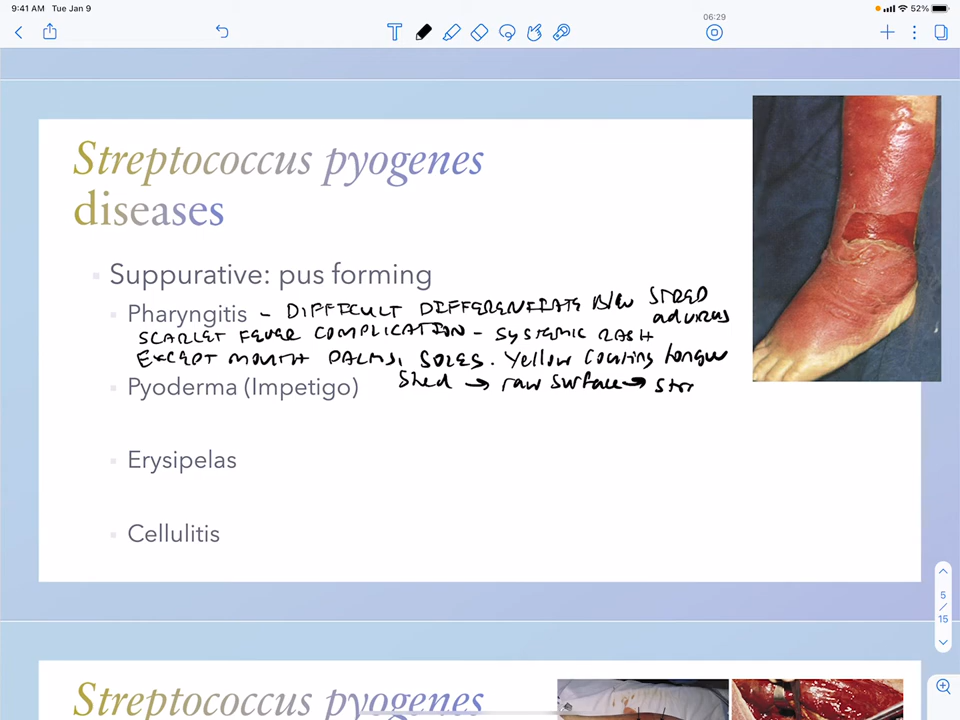 9:41 AM Tue Jan 9
52%
06:29
Streptococcus pyogenes
diseases
Suppurative: pus forming
Pharyngitis - DIFFICULT DIFFERENTIATE B/w STREP
SCARLET FEVER COMPLICATION - SYSTEMIC RASH
EXCEPT MOUTH PALMS, SOLES. Yellow Coating tongue
Pyoderma (Impetigo) Shed → raw surface → str
Erysipelas
Cellulitis
5
/
15
Streptococcus pyogenes